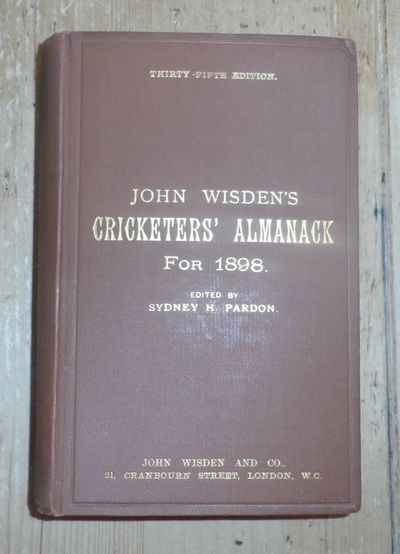 THIRTY-FIFTH EDITION.
JOHN WISDEN'S
CRICKETERS' ALMANACK
FOR 1898.
EDITED BY
SYDNEY H. PARDON.
JOHN WISDEN AND CO.,
21, CRANBOURN STREET, LONDON, W.C.